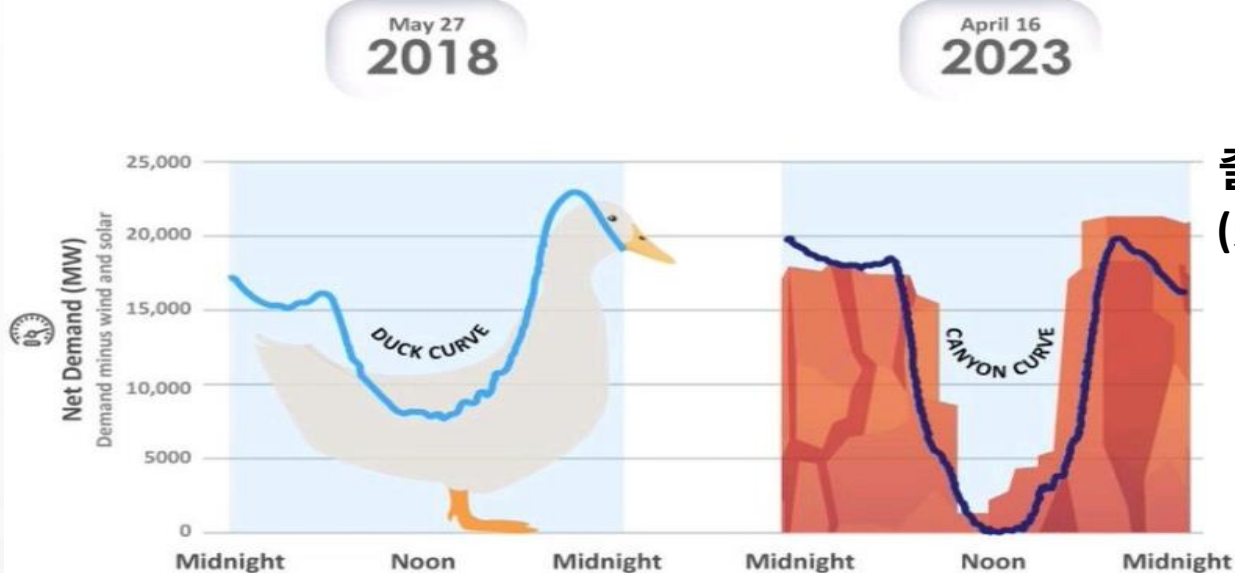 May 27
2018
April 16
2023
Net Demand (MW)
Demand minus wind and solar
25,000
20,000
15,000
10,000
5000
0
DUCK CURVE
CANYON CURVE
Midnight
Noon
Midnight
Midnight
Noon
Midnight